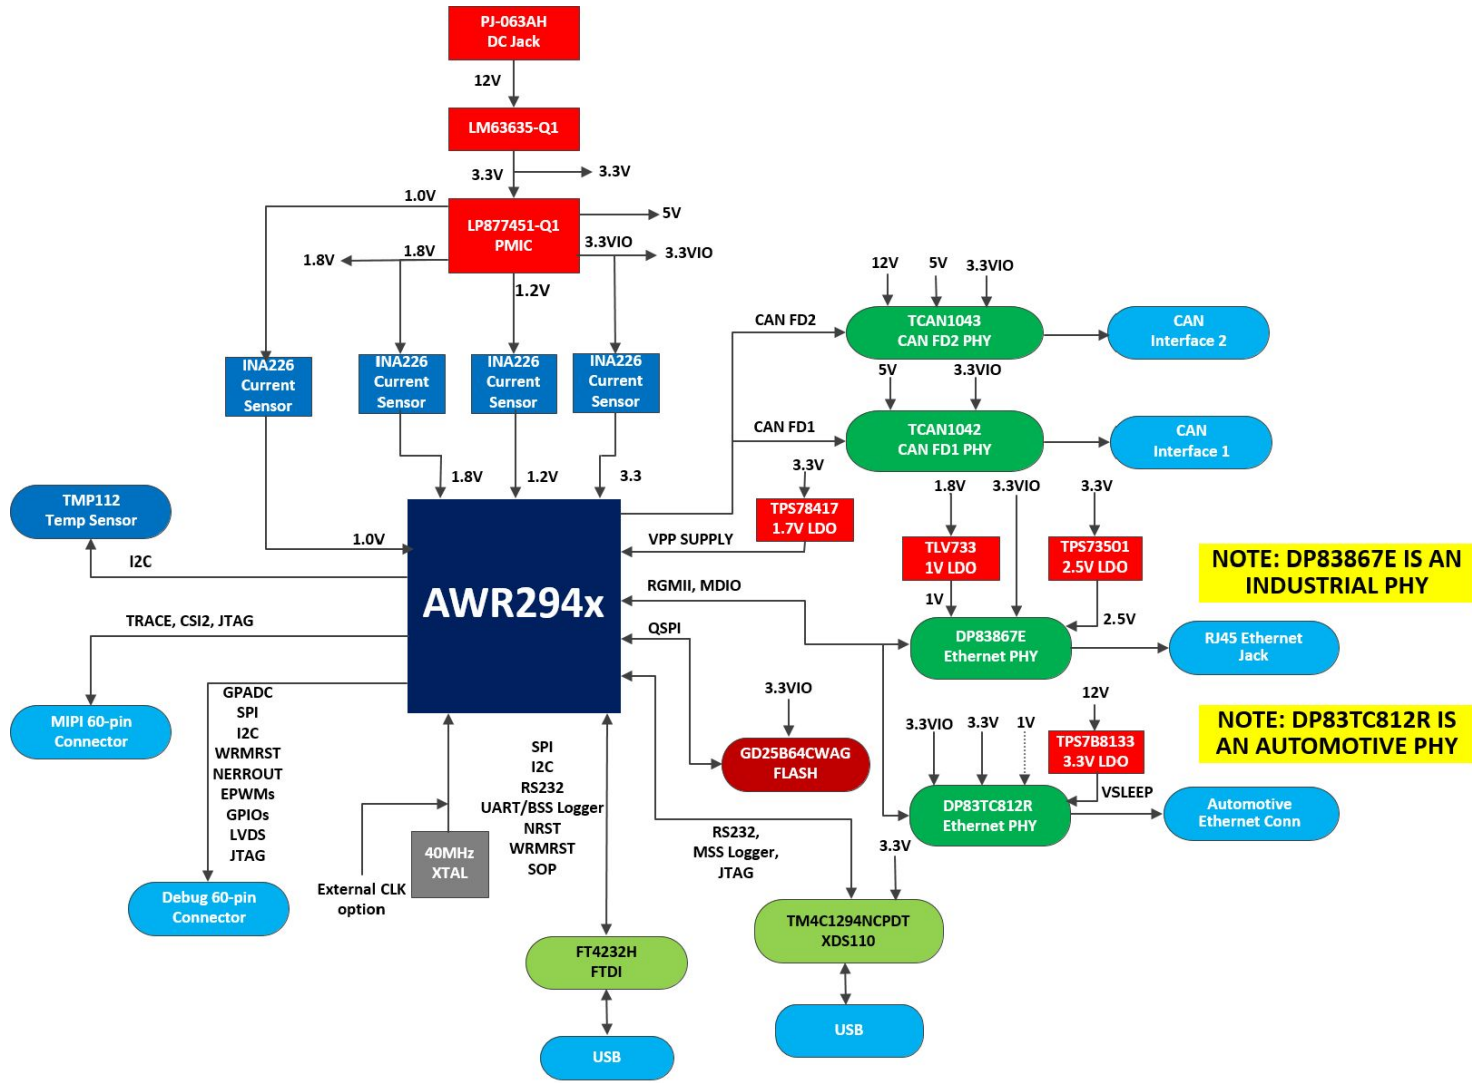 PJ-063AH
DC Jack
12V
LM63635-Q1
3.3V
3.3V
1.0V
LP877451-Q1
PMIC
5V
3.3VIO
3.3VIO
1.8V
1.8V
1.2V
INA226
Current
Sensor
INA226
Current
Sensor
INA226
Current
Sensor
INA226
Current
Sensor
1.8V
1.2V
3.3
1.0V
TMP112
Temp Sensor
I2C
AWR294x
TRACE, CSI2, JTAG
MIPI 60-pin
Connector
GPADC
SPI
I2C
WRMRST
NERROUT
EPWMs
GPIOs
LVDS
JTAG
Debug 60-pin
Connector
External CLK
option
40MHz
XTAL
SPI
I2C
RS232
UART/BSS Logger
NRST
WRMRST
SOP
FT4232H
FTDI
USB
CAN FD2
12V
5V
3.3VIO
TCAN1043
CAN FD2 PHY
CAN
Interface 2
CAN FD1
5V
3.3VIO
TCAN1042
CAN FD1 PHY
CAN
Interface 1
3.3V
TPS78417
1.7V LDO
VPP SUPPLY
RGMII, MDIO
QSPI
1.8V
3.3VIO
3.3V
TLV733
1V LDO
TPS73501
2.5V LDO
1V
2.5V
DP83867E
Ethernet PHY
RJ45 Ethernet
Jack
NOTE: DP83867E IS AN
INDUSTRIAL PHY
3.3VIO
GD25B64CWAG
FLASH
3.3VIO
3.3V
1V
12V
TPS7B8133
3.3V LDO
VSLEEP
DP83TC812R
Ethernet PHY
Automotive
Ethernet Conn
NOTE: DP83TC812R IS
AN AUTOMOTIVE PHY
RS232,
MSS Logger,
JTAG
3.3V
TM4C1294NCPDT
XDS110
USB